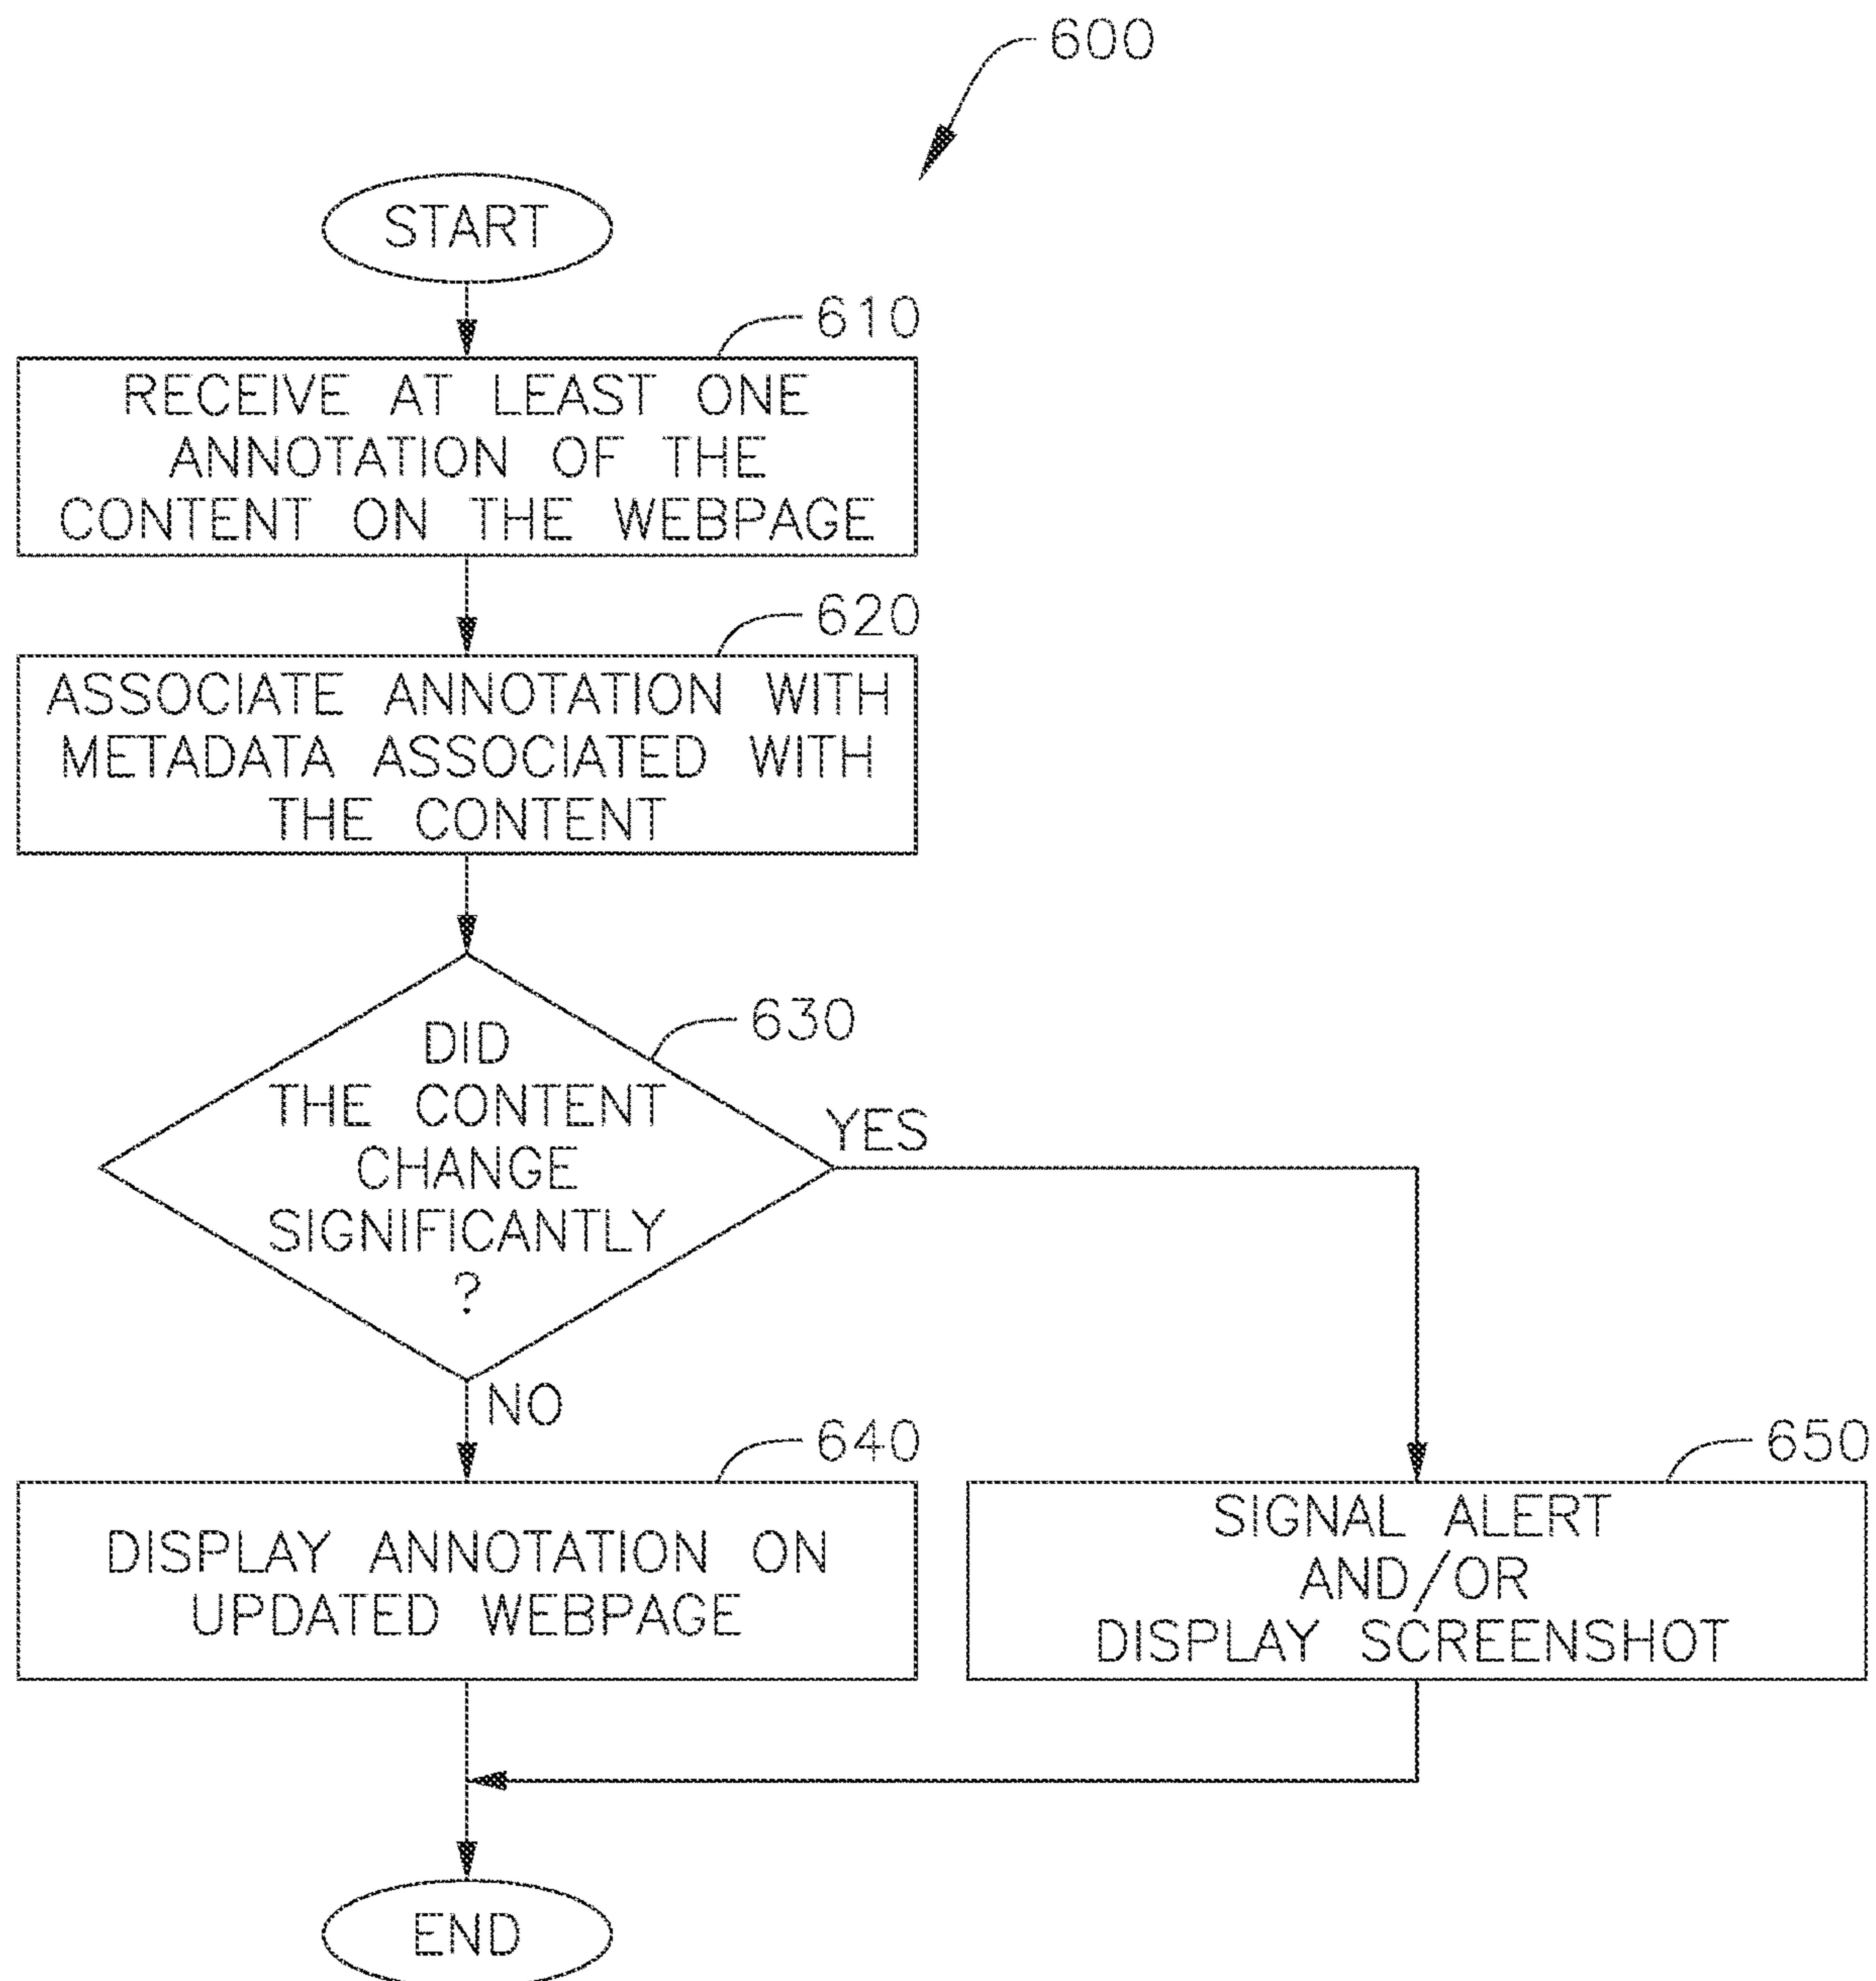 600
START
610
RECEIVE AT LEAST ONE
ANNOTATION OF THE
CONTENT ON THE WEBPAGE
620
ASSOCIATE ANNOTATION WITH
METADATA ASSOCIATED WITH
THE CONTENT
630
DID
THE CONTENT
CHANGE
SIGNIFICANTLY
?
YES
NO
640
DISPLAY ANNOTATION ON
UPDATED WEBPAGE
650
SIGNAL ALERT
AND/OR
DISPLAY SCREENSHOT
END